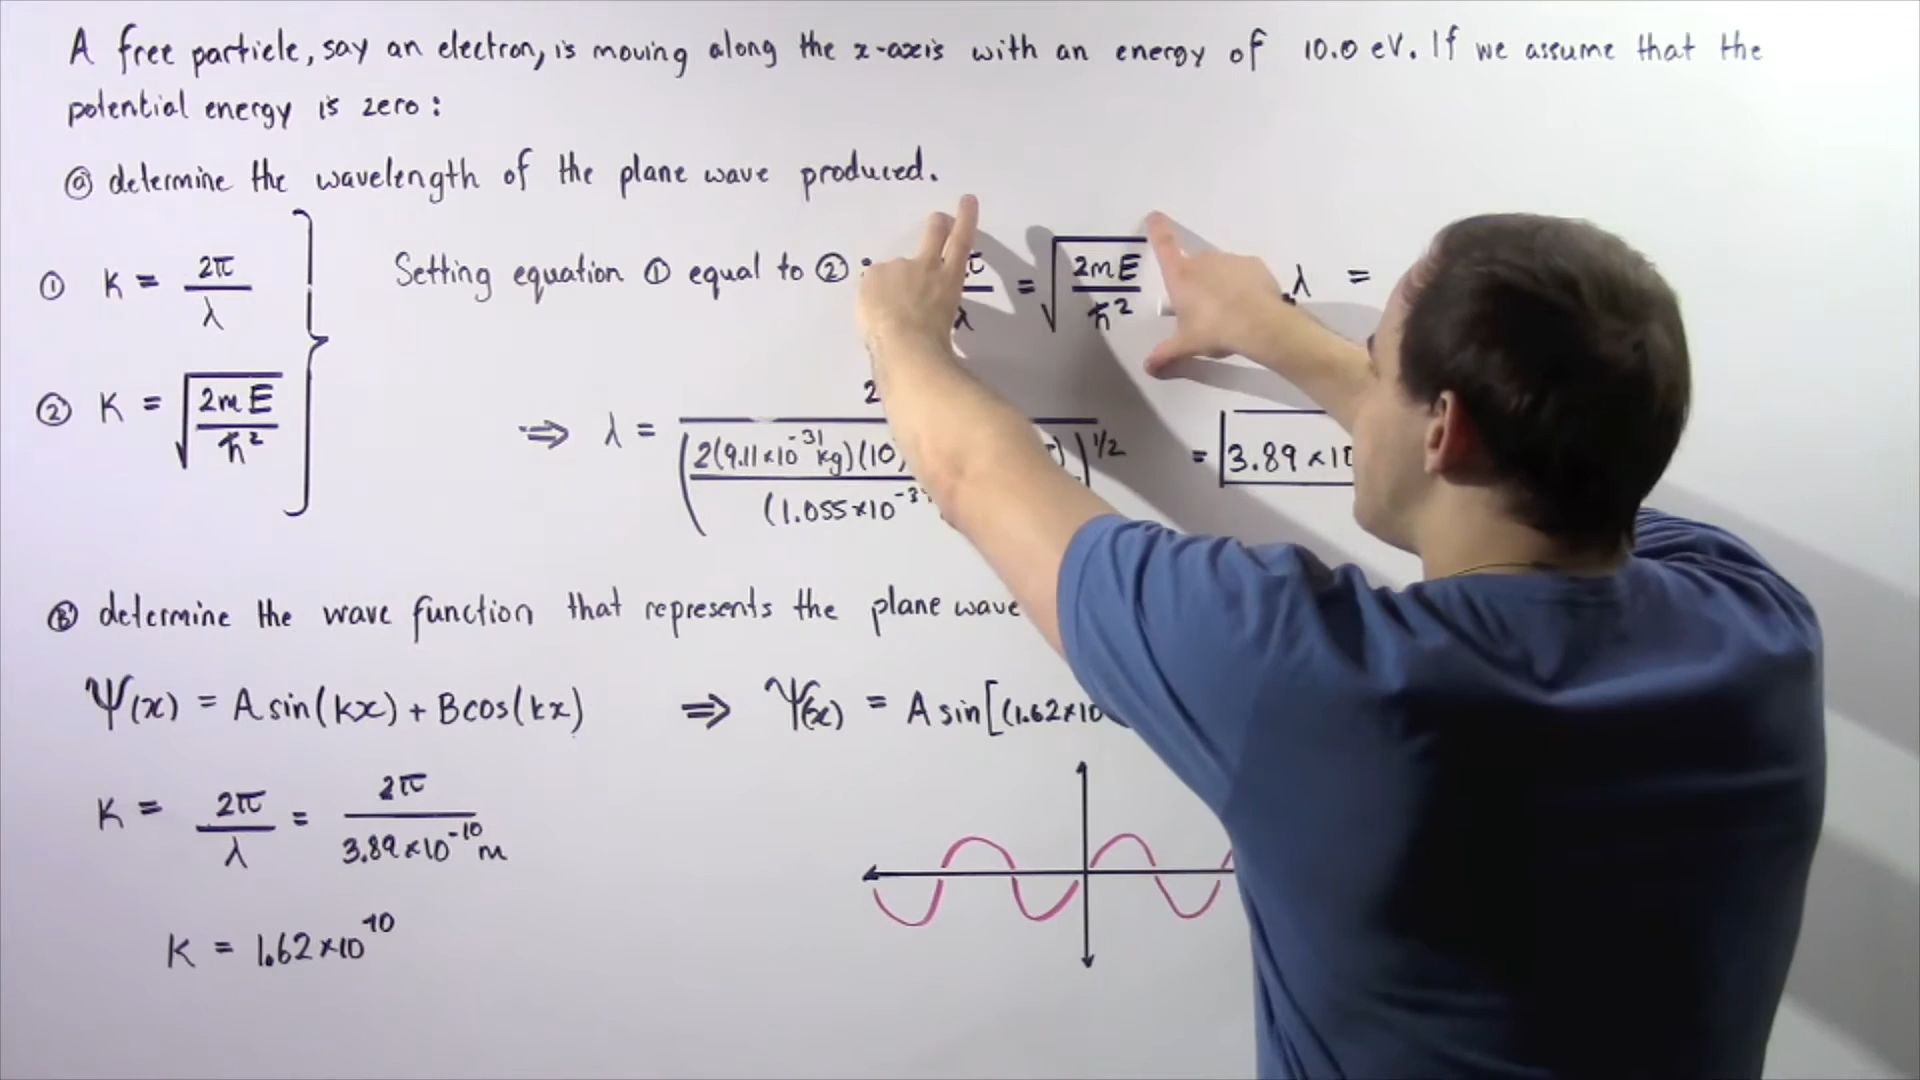 A free particle, say an electron, is moving along the x-axis with an energy of 10.0 eV. If we assume that the
potential energy is zero:
ⓐ determine the wavelength of the plane wave produced.
① K = 2π/λ
Setting equation ① equal to ②: π/λ = √(2mE/ħ²) λ =
② K = √(2mE/ħ²)
⇒ λ = 2 / (2(9.11×10⁻³¹kg)(10) / (1.055×10⁻³)^1/2 = 3.89×10
Ⓑ determine the wave function that represents the plane wave
Ψ(x) = A sin(kx) + B cos(kx) ⇒ Ψ(x) = A sin[(1.62×10
K = 2π/λ = 2π/3.89×10⁻¹⁰ m
K = 1.62×10¹⁰